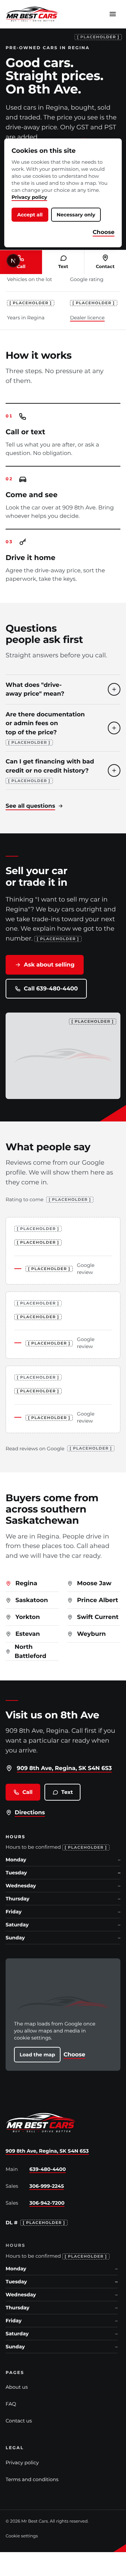 MR BEST CARS
BUY . SELL . DRIVE BETTER
[ PLACEHOLDER ]
PRE-OWNED CARS IN REGINA
Good cars.
Straight prices.
On 8th Ave.
Used cars in Regina, bought, sold
and traded. The price you see is the
drive-away price. Only GST and PST
are added.
Cookies on this site
We use cookies that the site needs to
work. With your permission, we would
also use cookies to measure visits
and to show maps. You can say no,
and you can change your choice at
any time.
Privacy policy
Accept all
Necessary only
Choose
N
Call
Text
Contact
Vehicles on the lot
Google rating
[ PLACEHOLDER ]
[ PLACEHOLDER ]
Years in Regina
Dealer licence
How it works
Three steps, No pressure at any
of them.
01
Call or text
Tell us what you are after, or ask a
question. No obligation.
02
Come and see
Look the car over at 909 8th Ave. Bring
whoever helps you decide.
03
Drive it home
Agree the drive-away price, sort the
paperwork, take the keys.
Questions
people ask first
Straight answers before you call.
What does "drive-
away price" mean?
Are there documentation
or admin fees on
top of the price?
[ PLACEHOLDER ]
Can I get financing with bad
credit or no credit history?
[ PLACEHOLDER ]
See all questions →
Sell your car
or trade it in
Thinking "I want to sell my car in
Regina"? We buy cars outright and
we take trade-ins toward your next
one. We explain how we got to the
number. [ PLACEHOLDER ]
→ Ask about selling
Call 639-480-4400
[ PLACEHOLDER ]
What people say
Reviews come from our Google
profile. We will show them here as
they come in.
Rating to come [ PLACEHOLDER ]
[ PLACEHOLDER ]
[ PLACEHOLDER ]
[ PLACEHOLDER ] Google review
[ PLACEHOLDER ]
[ PLACEHOLDER ]
[ PLACEHOLDER ] Google review
[ PLACEHOLDER ]
[ PLACEHOLDER ]
[ PLACEHOLDER ] Google review
Read reviews on Google [ PLACEHOLDER ]
Buyers come from
across southern
Saskatchewan
We are in Regina. People drive in
from these places too. Call ahead
and we will have the car ready.
Regina
Moose Jaw
Saskatoon
Prince Albert
Yorkton
Swift Current
Estevan
Weyburn
North
Battleford
Visit us on 8th Ave
909 8th Ave, Regina. Call first if you
want a particular car ready when
you arrive.
909 8th Ave, Regina, SK S4N 6S3
Call
Text
Directions
HOURS
Hours to be confirmed [ PLACEHOLDER ]
Monday –
Tuesday –
Wednesday –
Thursday –
Friday –
Saturday –
Sunday –
The map loads from Google once
you allow maps and media in
cookie settings.
Load the map
Choose
MR BEST CARS
BUY . SELL . DRIVE BETTER
909 8th Ave, Regina, SK S4N 6S3
Main 639-480-4400
Sales 306-999-2245
Sales 306-942-7200
DL # [ PLACEHOLDER ]
HOURS
Hours to be confirmed [ PLACEHOLDER ]
Monday –
Tuesday –
Wednesday –
Thursday –
Friday –
Saturday –
Sunday –
PAGES
About us
FAQ
Contact us
LEGAL
Privacy policy
Terms and conditions
© 2026 Mr Best Cars. All rights reserved.
Cookie settings